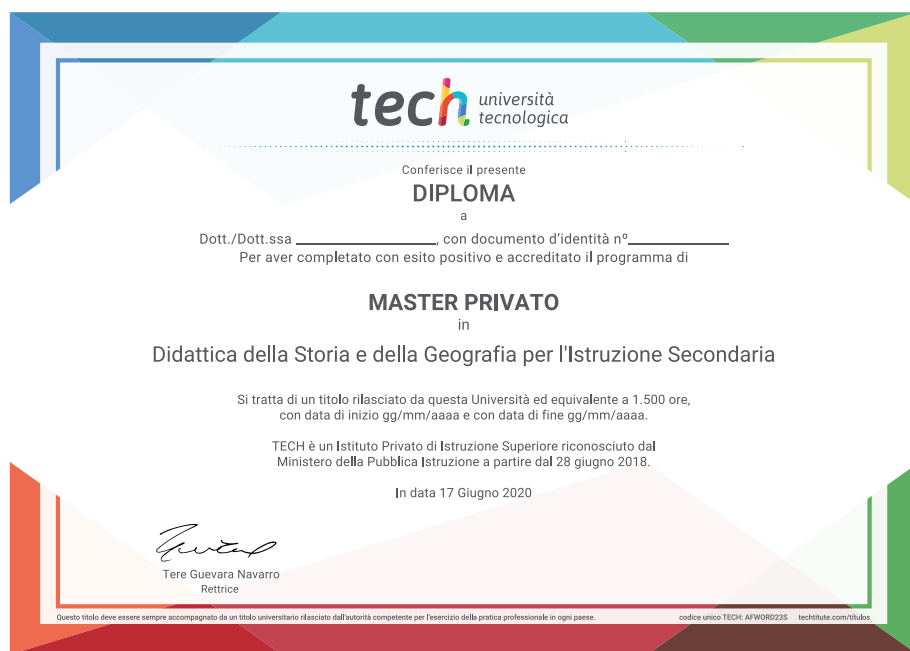 tech università
tecnologica
Conferisce il presente
DIPLOMA
a
Dott./Dott.ssa ____________________, con documento d'identità nº______________
Per aver completato con esito positivo e accreditato il programma di
MASTER PRIVATO
in
Didattica della Storia e della Geografia per l'Istruzione Secondaria
Si tratta di un titolo rilasciato da questa Università ed equivalente a 1.500 ore,
con data di inizio gg/mm/aaaa e con data di fine gg/mm/aaaa.
TECH è un Istituto Privato di Istruzione Superiore riconosciuto dal
Ministero della Pubblica Istruzione a partire dal 28 giugno 2018.
In data 17 Giugno 2020
Tere Guevara Navarro
Rettrice
Questo titolo deve essere sempre accompagnato da un titolo universitario rilasciato dall'autorità competente per l'esercizio della pratica professionale in ogni paese. codice unico TECH: AFWORD23S techtitute.com/títulos